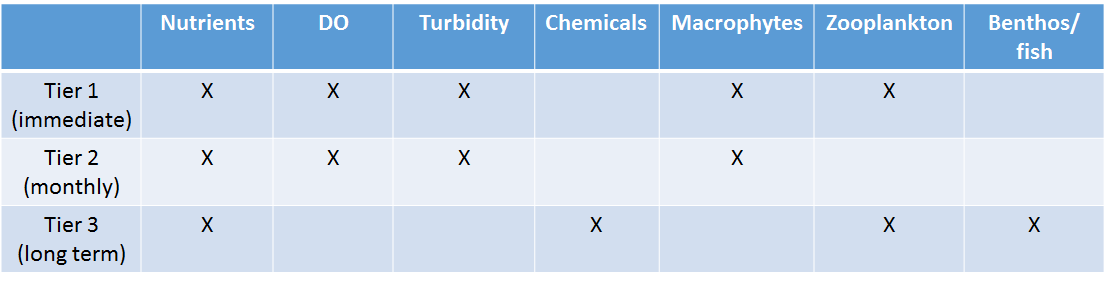 Nutrients DO Turbidity Chemicals Macrophytes Zooplankton Benthos/
fish
Tier 1 X X X X X
(immediate)
Tier 2 X X X X
(monthly)
Tier 3 X X X X
(long term)